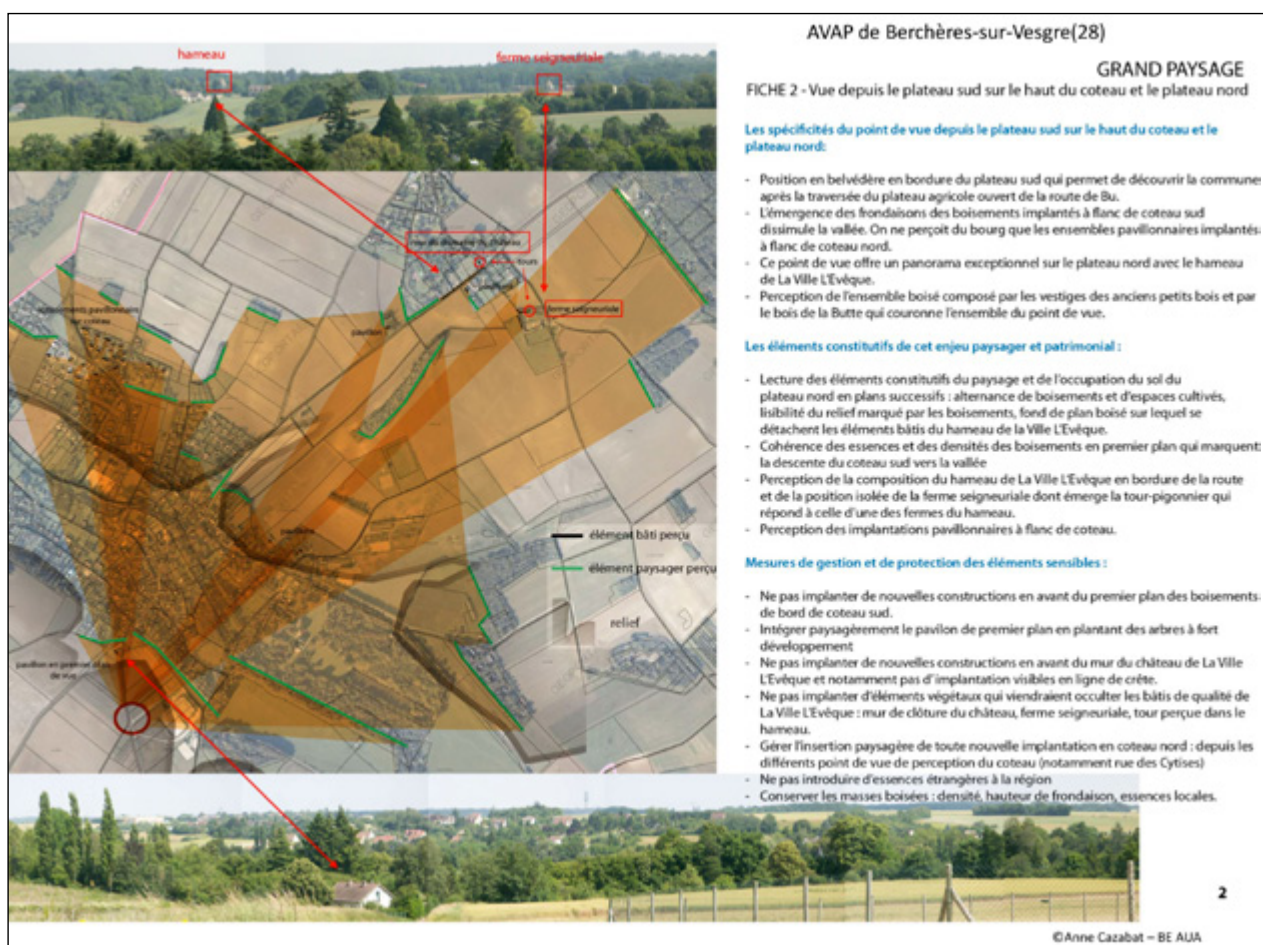 AVAP de Berchères-sur-Vesgre(28)
GRAND PAYSAGE
FICHE 2 - Vue depuis le plateau sud sur le haut du coteau et le plateau nord
hameau
ferme seigneuriale
Les spécificités du point de vue depuis le plateau sud sur le haut du coteau et le
plateau nord:
- Position en belvédère en bordure du plateau sud qui permet de découvrir la commune
après la traversée du plateau agricole ouvert de la route de Bu.
- L'émergence des frondaisons des boisements implantés à flanc de coteau sud
dissimule la vallée. On ne perçoit du bourg que les ensembles pavillonnaires implantés
à flanc de coteau nord.
- Ce point de vue offre un panorama exceptionnel sur le plateau nord avec le hameau
de La Ville L'Evêque.
- Perception de l'ensemble boisé composé par les vestiges des anciens petits bois et par
le bois de la Butte qui couronne l'ensemble du point de vue.
Les éléments constitutifs de cet enjeu paysager et patrimonial :
- Lecture des éléments constitutifs du paysage et de l'occupation du sol du
plateau nord en plans successifs : alternance de boisements et d'espaces cultivés,
lisibilité du relief marqué par les boisements, fond de plan boisé sur lequel se
détachent les éléments bâtis du hameau de la Ville L'Evêque.
- Cohérence des essences et des densités des boisements en premier plan qui marquent
la descente du coteau sud vers la vallée
- Perception de la composition du hameau de La Ville L'Evêque en bordure de la route
et de la position isolée de la ferme seigneuriale dont émerge la tour-pigonnier qui
répond à celle d'une des fermes du hameau.
- Perception des implantations pavillonnaires à flanc de coteau.
Mesures de gestion et de protection des éléments sensibles :
- Ne pas implanter de nouvelles constructions en avant du premier plan des boisements
de bord de coteau sud.
- Intégrer paysagèrement le pavilon de premier plan en plantant des arbres à fort
développement
- Ne pas implanter de nouvelles constructions en avant du mur du château de La Ville
L'Evêque et notamment pas d'implantation visibles en ligne de crête.
- Ne pas implanter d'éléments végétaux qui viendraient occulter les bâtis de qualité de
La Ville L'Evêque : mur de clôture du château, ferme seigneuriale, tour perçue dans le
hameau.
- Gérer l'insertion paysagère de toute nouvelle implantation en coteau nord : depuis les
différents point de vue de perception du coteau (notamment rue des Cytises)
- Ne pas introduire d'essences étrangères à la région
- Conserver les masses boisées : densité, hauteur de frondaison, essences locales.
mur du domaine du château
tours
ferme seigneuriale
pavillon
pavillonnaire
sur coteau
élément bâti perçu
élément paysager perçu
relief
pavillon en premier plan
de vue
2
©Anne Cazabat – BE AUA